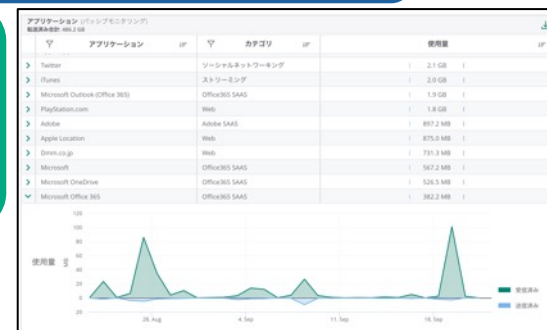 アプリケーション (パッシブモニタリング)
転送済み合計 486.2 GB
アプリケーション カテゴリ 使用量
Twitter ソーシャルネットワーキング 2.1 GB
iTunes ストリーミング 2.0 GB
Microsoft Outlook (Office 365) Office365 SAAS 1.9 GB
PlayStation.com Web 1.8 GB
Adobe Adobe SAAS 897.2 MB
Apple Location Web 875.0 MB
Dmm.co.jp Web 731.3 MB
Microsoft Office365 SAAS 567.2 MB
Microsoft OneDrive Office365 SAAS 526.5 MB
Microsoft Office 365 Office365 SAAS 382.2 MB
120
100
80
60
使用量 MB 40
20
0
20
28. Aug 4. Sep 11. Sep 18. Sep
受信済み
送信済み